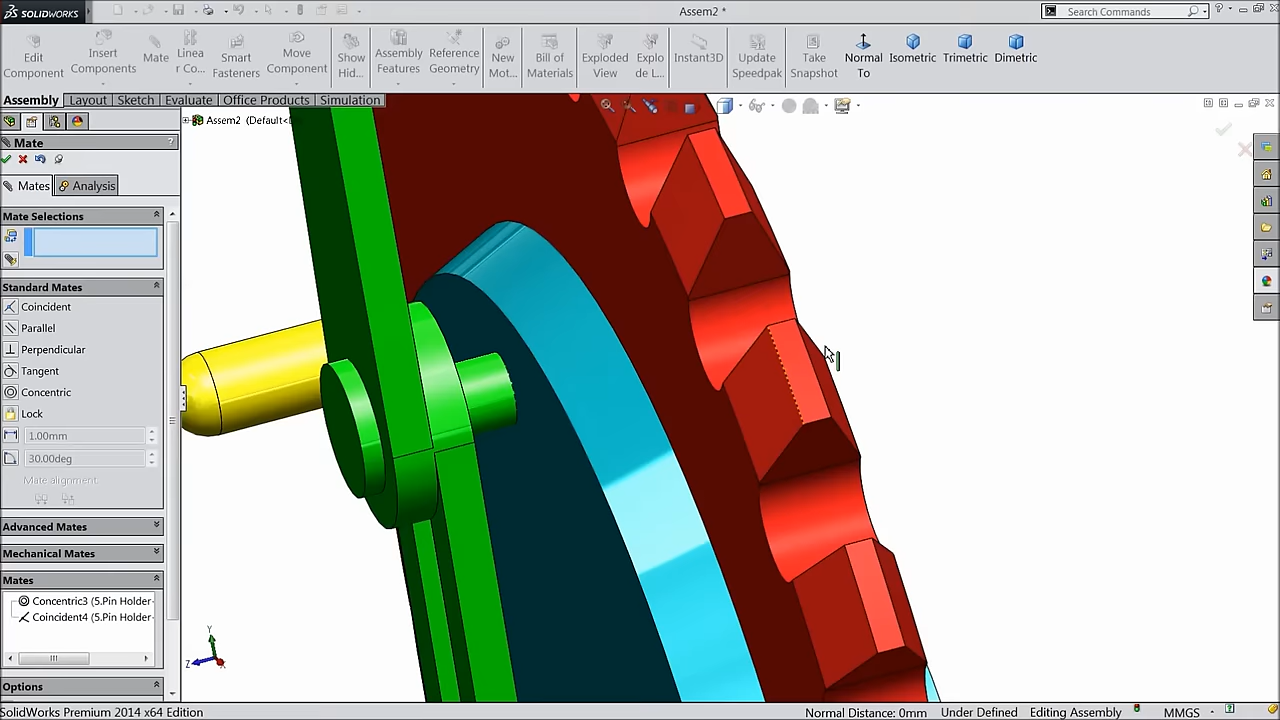 SOLIDWORKS
Assem2 *
Search Commands
Edit Component
Insert Components
Mate
Linea r Co...
Smart Fasteners
Move Component
Show Hid...
Assembly Features
Reference Geometry
New Mot...
Bill of Materials
Exploded View
Explo de L...
Instant3D
Update Speedpak
Take Snapshot
Normal To
Isometric
Trimetric
Dimetric
Assembly
Layout
Sketch
Evaluate
Office Products
Simulation
Assem2 (Default<
Mate
?
Mates
Analysis
Mate Selections
Standard Mates
Coincident
Parallel
Perpendicular
Tangent
Concentric
Lock
1.00mm
30.00deg
Mate alignment:
Advanced Mates
Mechanical Mates
Mates
Concentric3 (5.Pin Holder-
Coincident4 (5.Pin Holder-
Options
Y
Z
X
SolidWorks Premium 2014 x64 Edition
Normal Distance: 0mm
Under Defined
Editing Assembly
MMGS